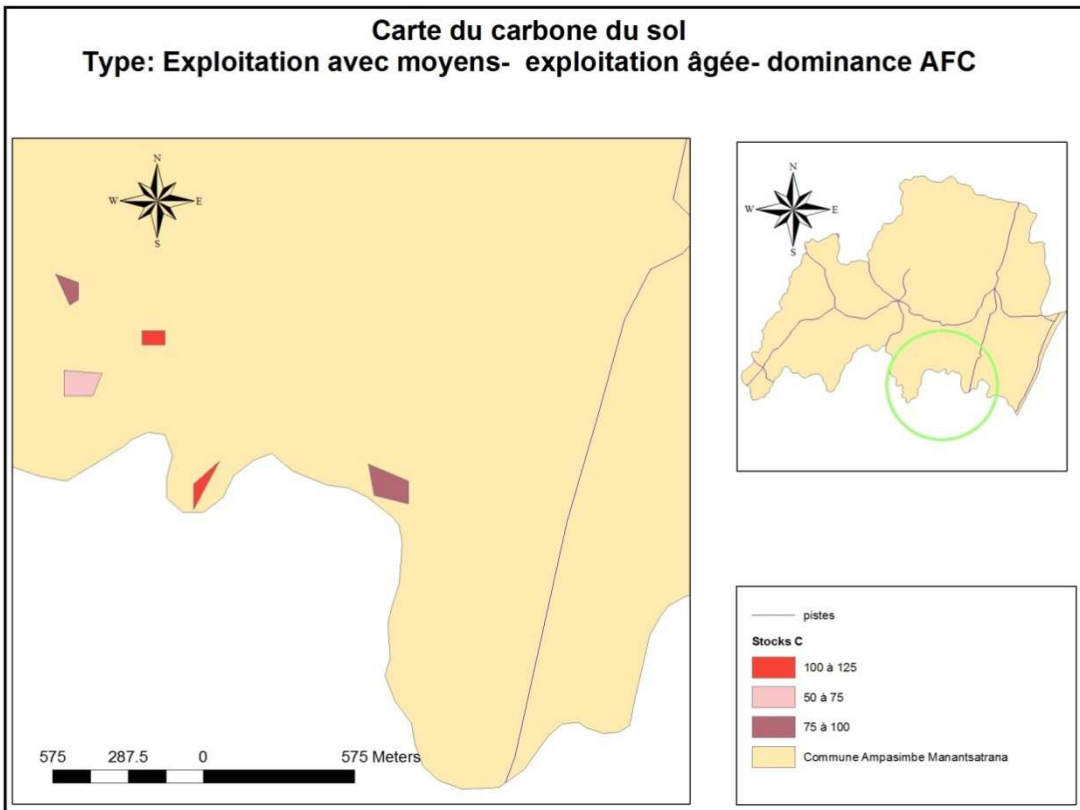 Carte du carbone du sol
Type: Exploitation avec moyens- exploitation âgée- dominance AFC
N
W E
S
N
W E
S
575 287.5 0 575 Meters
pistes
Stocks C
100 à 125
50 à 75
75 à 100
Commune Ampasimbe Manantsatrana